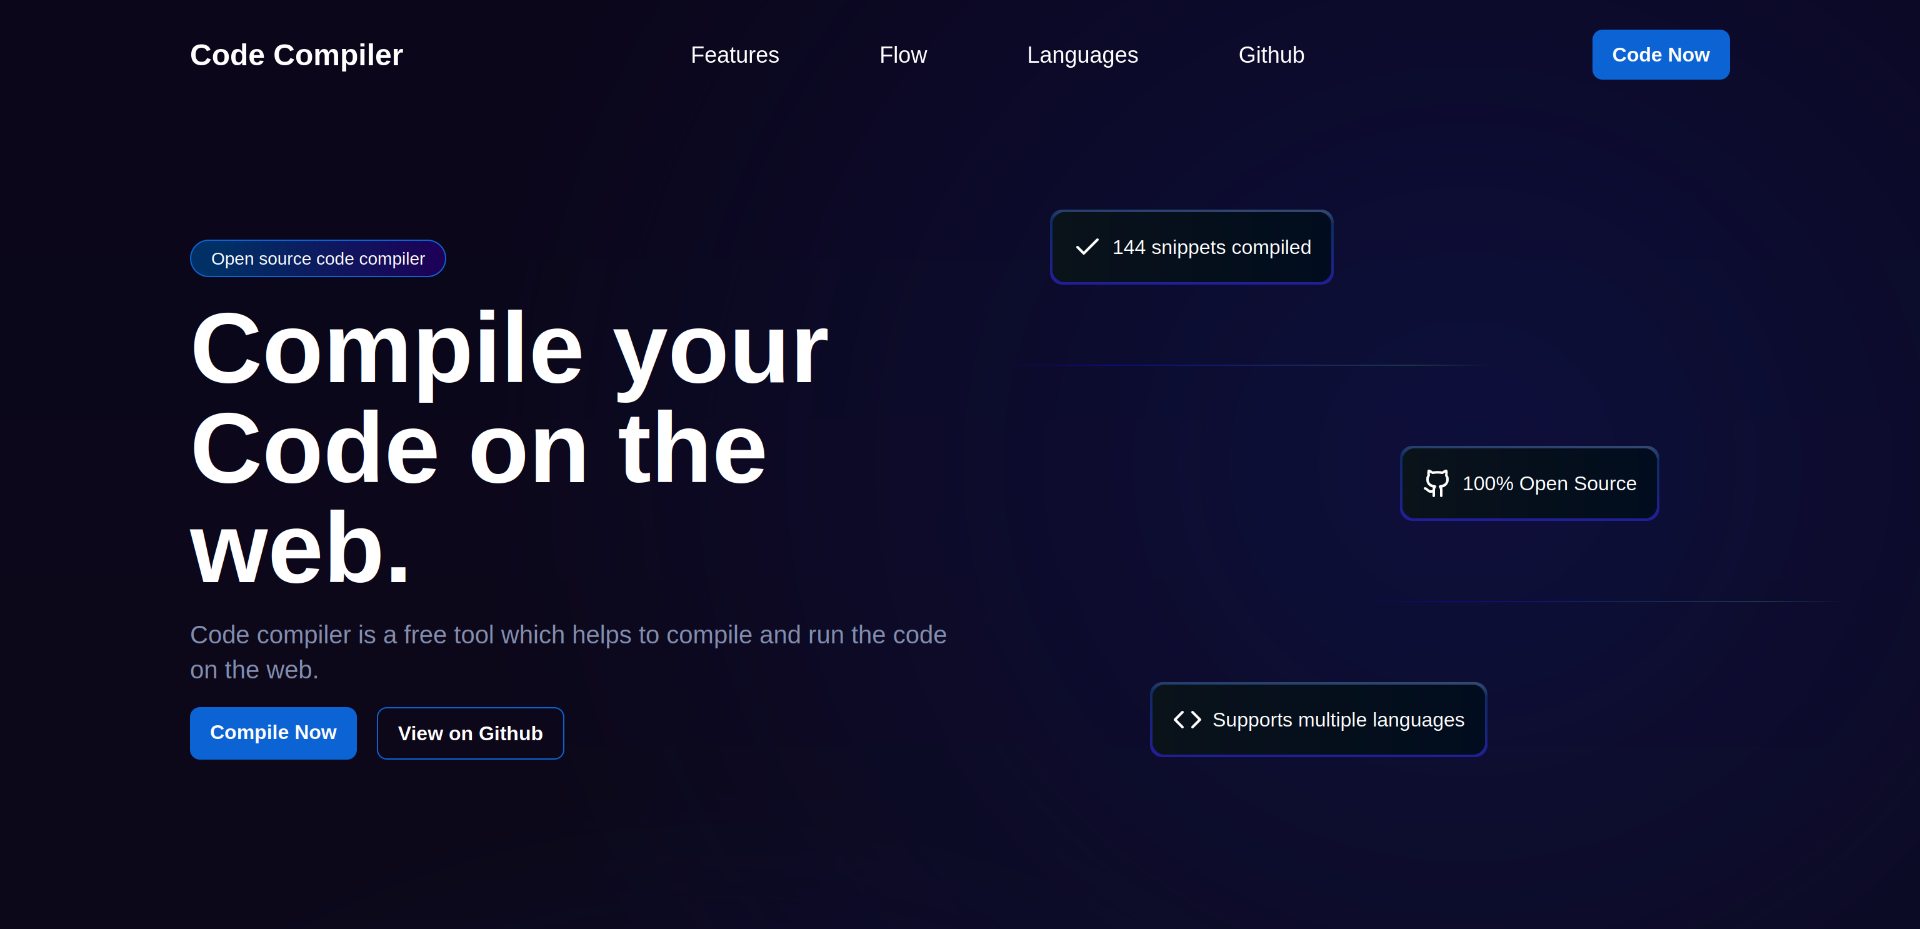 Code Compiler
Features
Flow
Languages
Github
Code Now
Open source code compiler
Compile your
Code on the
web.
Code compiler is a free tool which helps to compile and run the code
on the web.
Compile Now
View on Github
144 snippets compiled
100% Open Source
Supports multiple languages